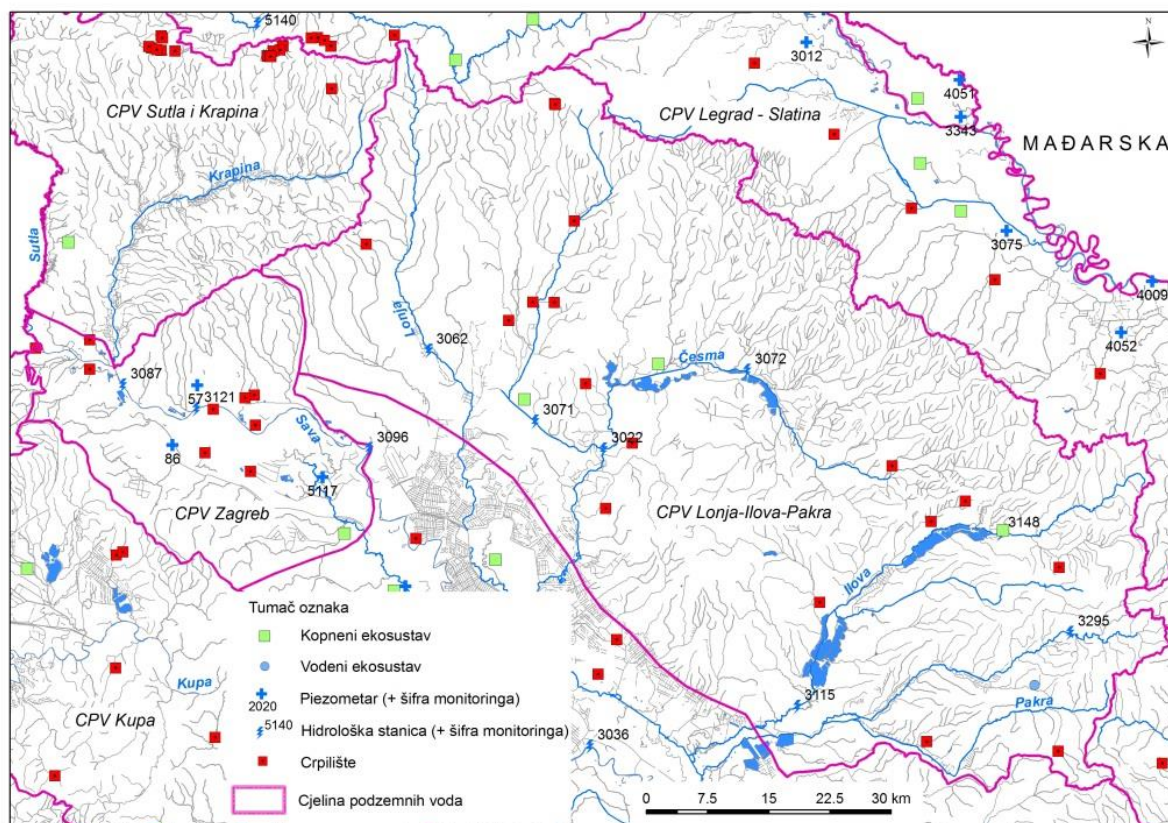 5140
N
3012
4051
CPV Sutla i Krapina
CPV Legrad - Slatina
3343
MAĐARSKA
Krapina
Sutla
3075
4009
Lonja
3062
4052
3087
Česma
3072
573121
Sava
3071
3022
86
3096
5117
CPV Zagreb
CPV Lonja-Ilova-Pakra
3148
Ilova
Tumač oznaka
Kopneni ekosustav
3295
Vodeni ekosustav
Kupa
Pakra
Piezometar (+ šifra monitoringa)
2020
3115
CPV Kupa
5140
Hidrološka stanica (+ šifra monitoringa)
3036
Crpilište
Cjelina podzemnih voda
0 7.5 15 22.5 30 km